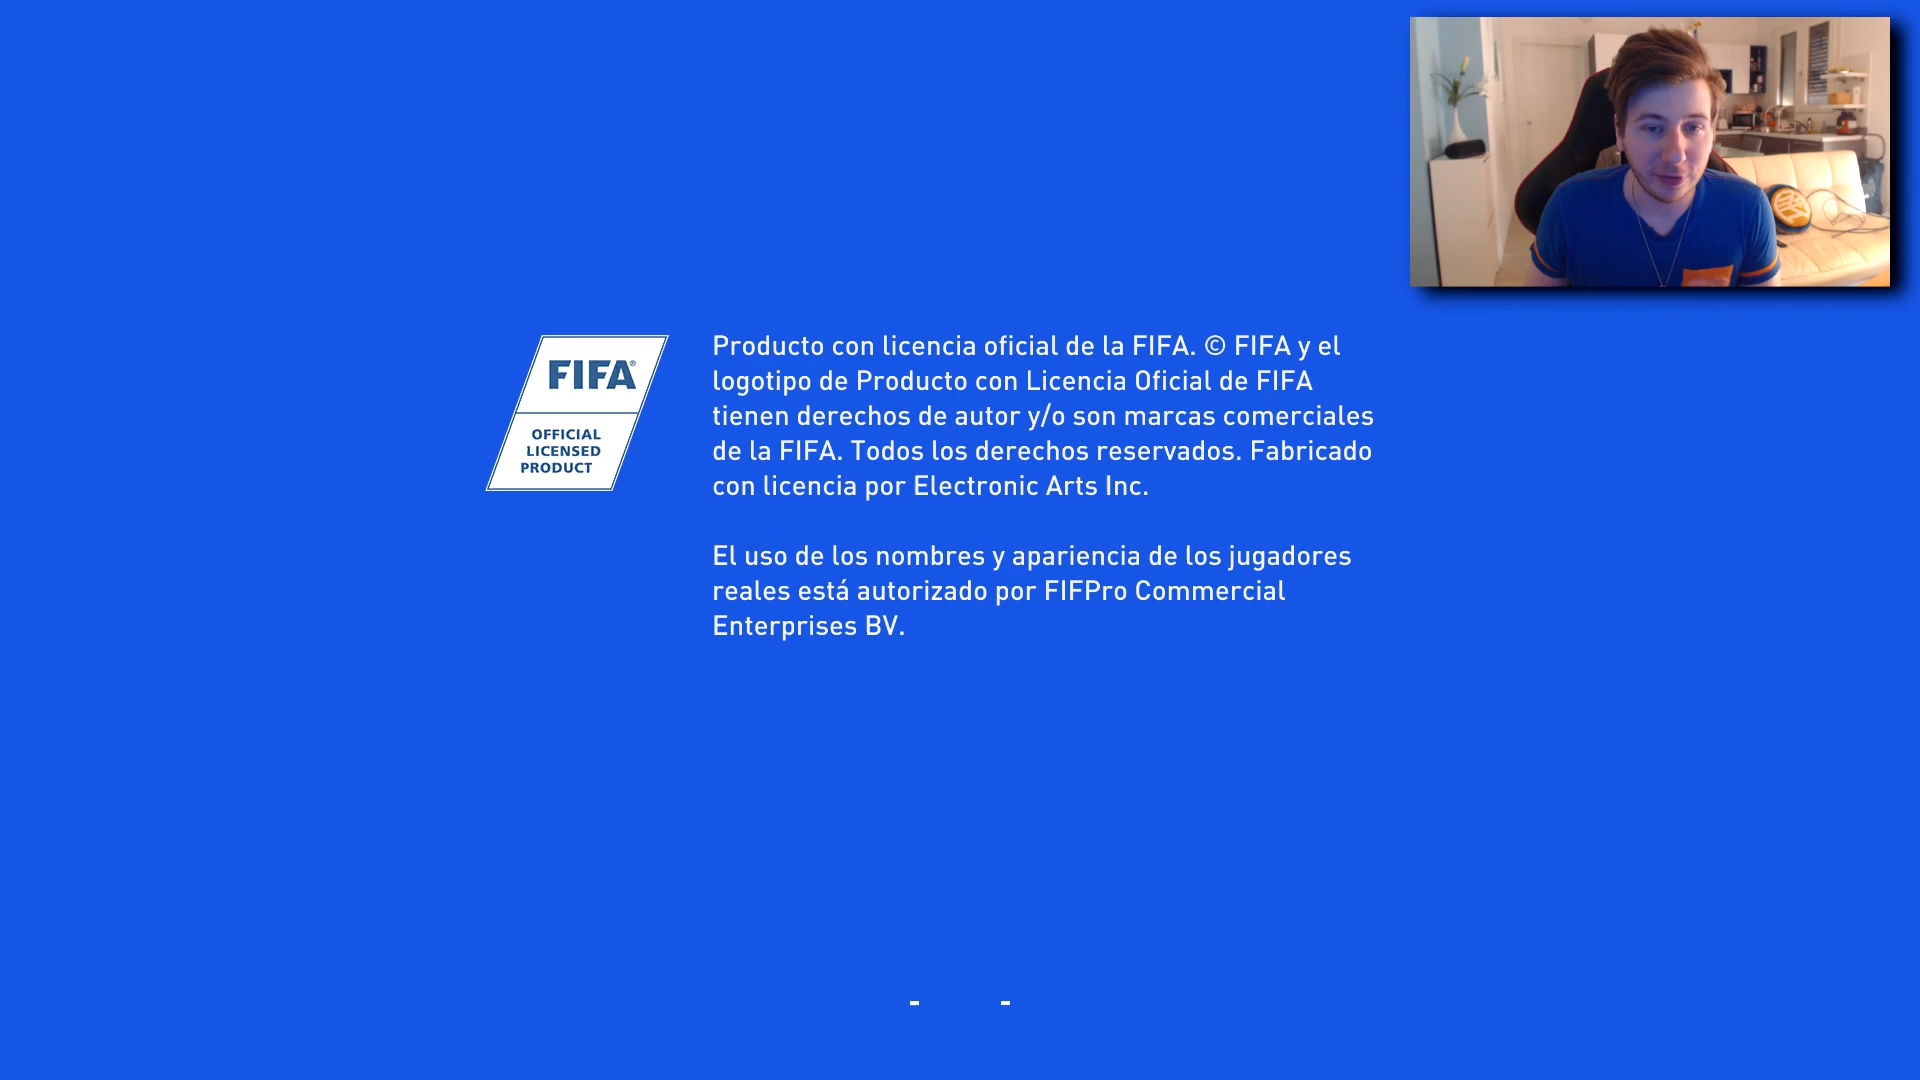 FIFA®
OFFICIAL
LICENSED
PRODUCT
Producto con licencia oficial de la FIFA. © FIFA y el
logotipo de Producto con Licencia Oficial de FIFA
tienen derechos de autor y/o son marcas comerciales
de la FIFA. Todos los derechos reservados. Fabricado
con licencia por Electronic Arts Inc.
El uso de los nombres y apariencia de los jugadores
reales está autorizado por FIFPro Commercial
Enterprises BV.
- -